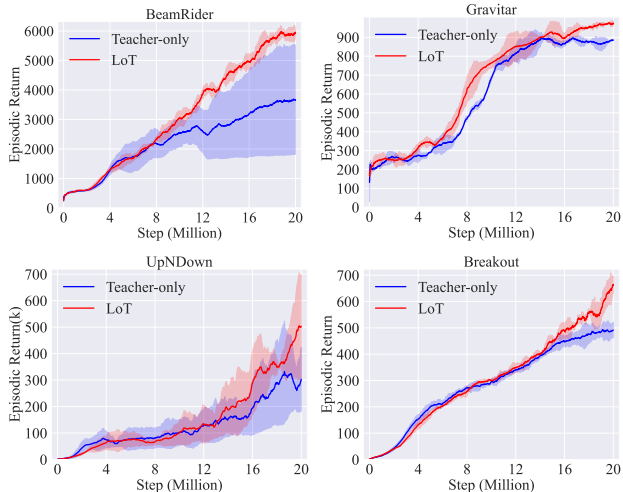 BeamRider
Episodic Return
6000
5000
4000
3000
2000
1000
0
Teacher-only
LoT
0 4 8 12 16 20
Step (Million)
Gravitar
Episodic Return
900
800
700
600
500
400
300
200
100
0
Teacher-only
LoT
0 4 8 12 16 20
Step (Million)
UpNDown
Episodic Return(k)
700
600
500
400
300
200
100
0
Teacher-only
LoT
0 4 8 12 16 20
Step (Million)
Breakout
Episodic Return
700
600
500
400
300
200
100
0
Teacher-only
LoT
0 4 8 12 16 20
Step (Million)